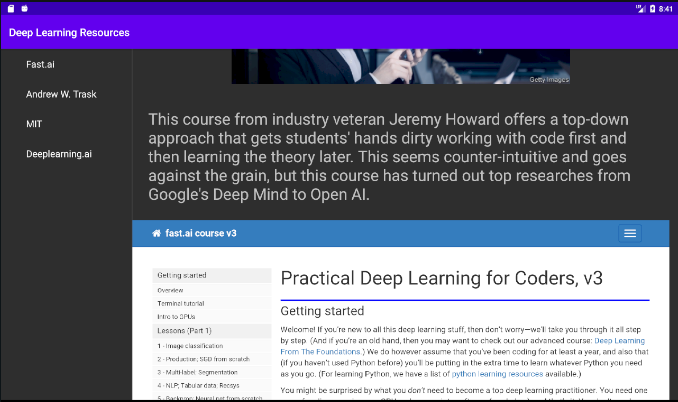 8:41
Deep Learning Resources
Fast.ai
Andrew W. Trask
MIT
Deeplearning.ai
Getty Images
This course from industry veteran Jeremy Howard offers a top-down
approach that gets students' hands dirty working with code first and
then learning the theory later. This seems counter-intuitive and goes
against the grain, but this course has turned out top researches from
Google's Deep Mind to Open AI.
fast.ai course v3
Getting started
Overview
Terminal tutorial
Intro to GPUs
Lessons (Part 1)
1 - Image classification
2 - Production; SGD from scratch
3 - Multi-label; Segmentation
4 - NLP; Tabular data; Recsys
5 - Backprop; Neural net from scratch
Practical Deep Learning for Coders, v3
Getting started
Welcome! If you're new to all this deep learning stuff, then don't worry—we'll take you through it all step
by step. (And if you're an old hand, then you may want to check out our advanced course: Deep Learning
From The Foundations.) We do however assume that you've been coding for at least a year, and also that
(if you haven't used Python before) you'll be putting in the extra time to learn whatever Python you need
as you go. (For learning Python, we have a list of python learning resources available.)
You might be surprised by what you don't need to become a top deep learning practitioner. You need one